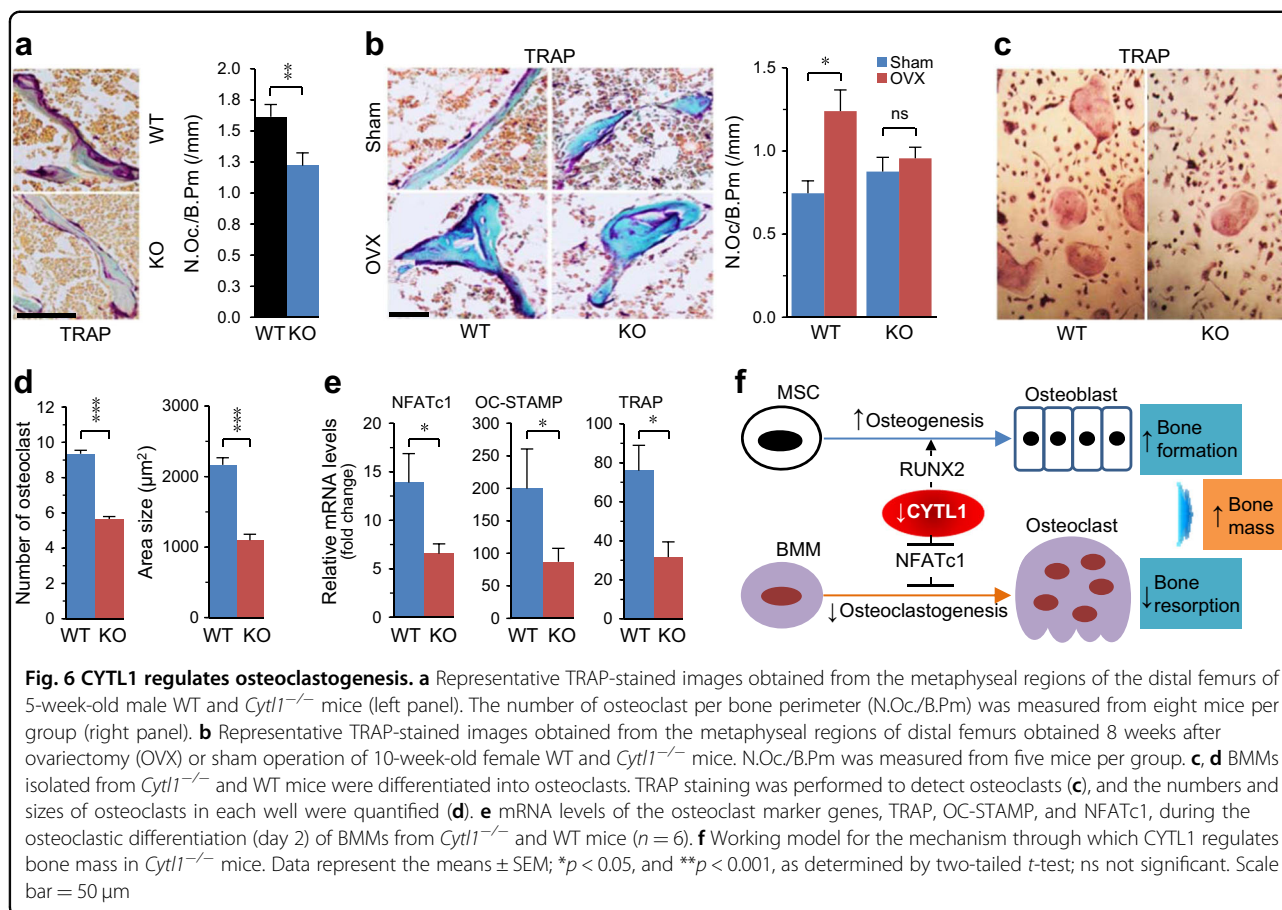 a
WT
KO
TRAP
N.Oc./B.Pm (/mm)
2.0
1.8
1.6
1.3
1.2
0.6
0.5
1.3
0.0
**
WT KO
b
TRAP
Sham
OVX
WT
KO
N.Oc/B.Pm (/mm)
1.5
1.0
0.5
0.0
*
ns
Sham
OVX
WT
KO
c
TRAP
WT
KO
d
Number of osteoclast
12
10
8
6
4
2
0
***
WT KO
Area size (µm²)
3000
2000
1000
0
***
WT KO
e
Relative mRNA levels
(fold change)
NFATc1
25
20
15
10
5
0
*
WT KO
OC-STAMP
300
250
200
150
100
50
0
*
WT KO
TRAP
100
80
60
40
20
0
*
WT KO
f
MSC
↑Osteogenesis
Osteoblast
↑ Bone
formation
RUNX2
↓CYTL1
NFATc1
↑ Bone
mass
BMM
↓Osteoclastogenesis
Osteoclast
↓ Bone
resorption
Fig. 6 CYTL1 regulates osteoclastogenesis. a Representative TRAP-stained images obtained from the metaphyseal regions of the distal femurs of
5-week-old male WT and Cytl1−/− mice (left panel). The number of osteoclast per bone perimeter (N.Oc./B.Pm) was measured from eight mice per
group (right panel). b Representative TRAP-stained images obtained from the metaphyseal regions of distal femurs obtained 8 weeks after
ovariectomy (OVX) or sham operation of 10-week-old female WT and Cytl1−/− mice. N.Oc./B.Pm was measured from five mice per group. c, d BMMs
isolated from Cytl1−/− and WT mice were differentiated into osteoclasts. TRAP staining was performed to detect osteoclasts (c), and the numbers and
sizes of osteoclasts in each well were quantified (d). e mRNA levels of the osteoclast marker genes, TRAP, OC-STAMP, and NFATc1, during the
osteoclastic differentiation (day 2) of BMMs from Cytl1−/− and WT mice (n = 6). f Working model for the mechanism through which CYTL1 regulates
bone mass in Cytl1−/− mice. Data represent the means ± SEM; *p < 0.05, and **p < 0.001, as determined by two-tailed t-test; ns not significant. Scale
bar = 50 µm